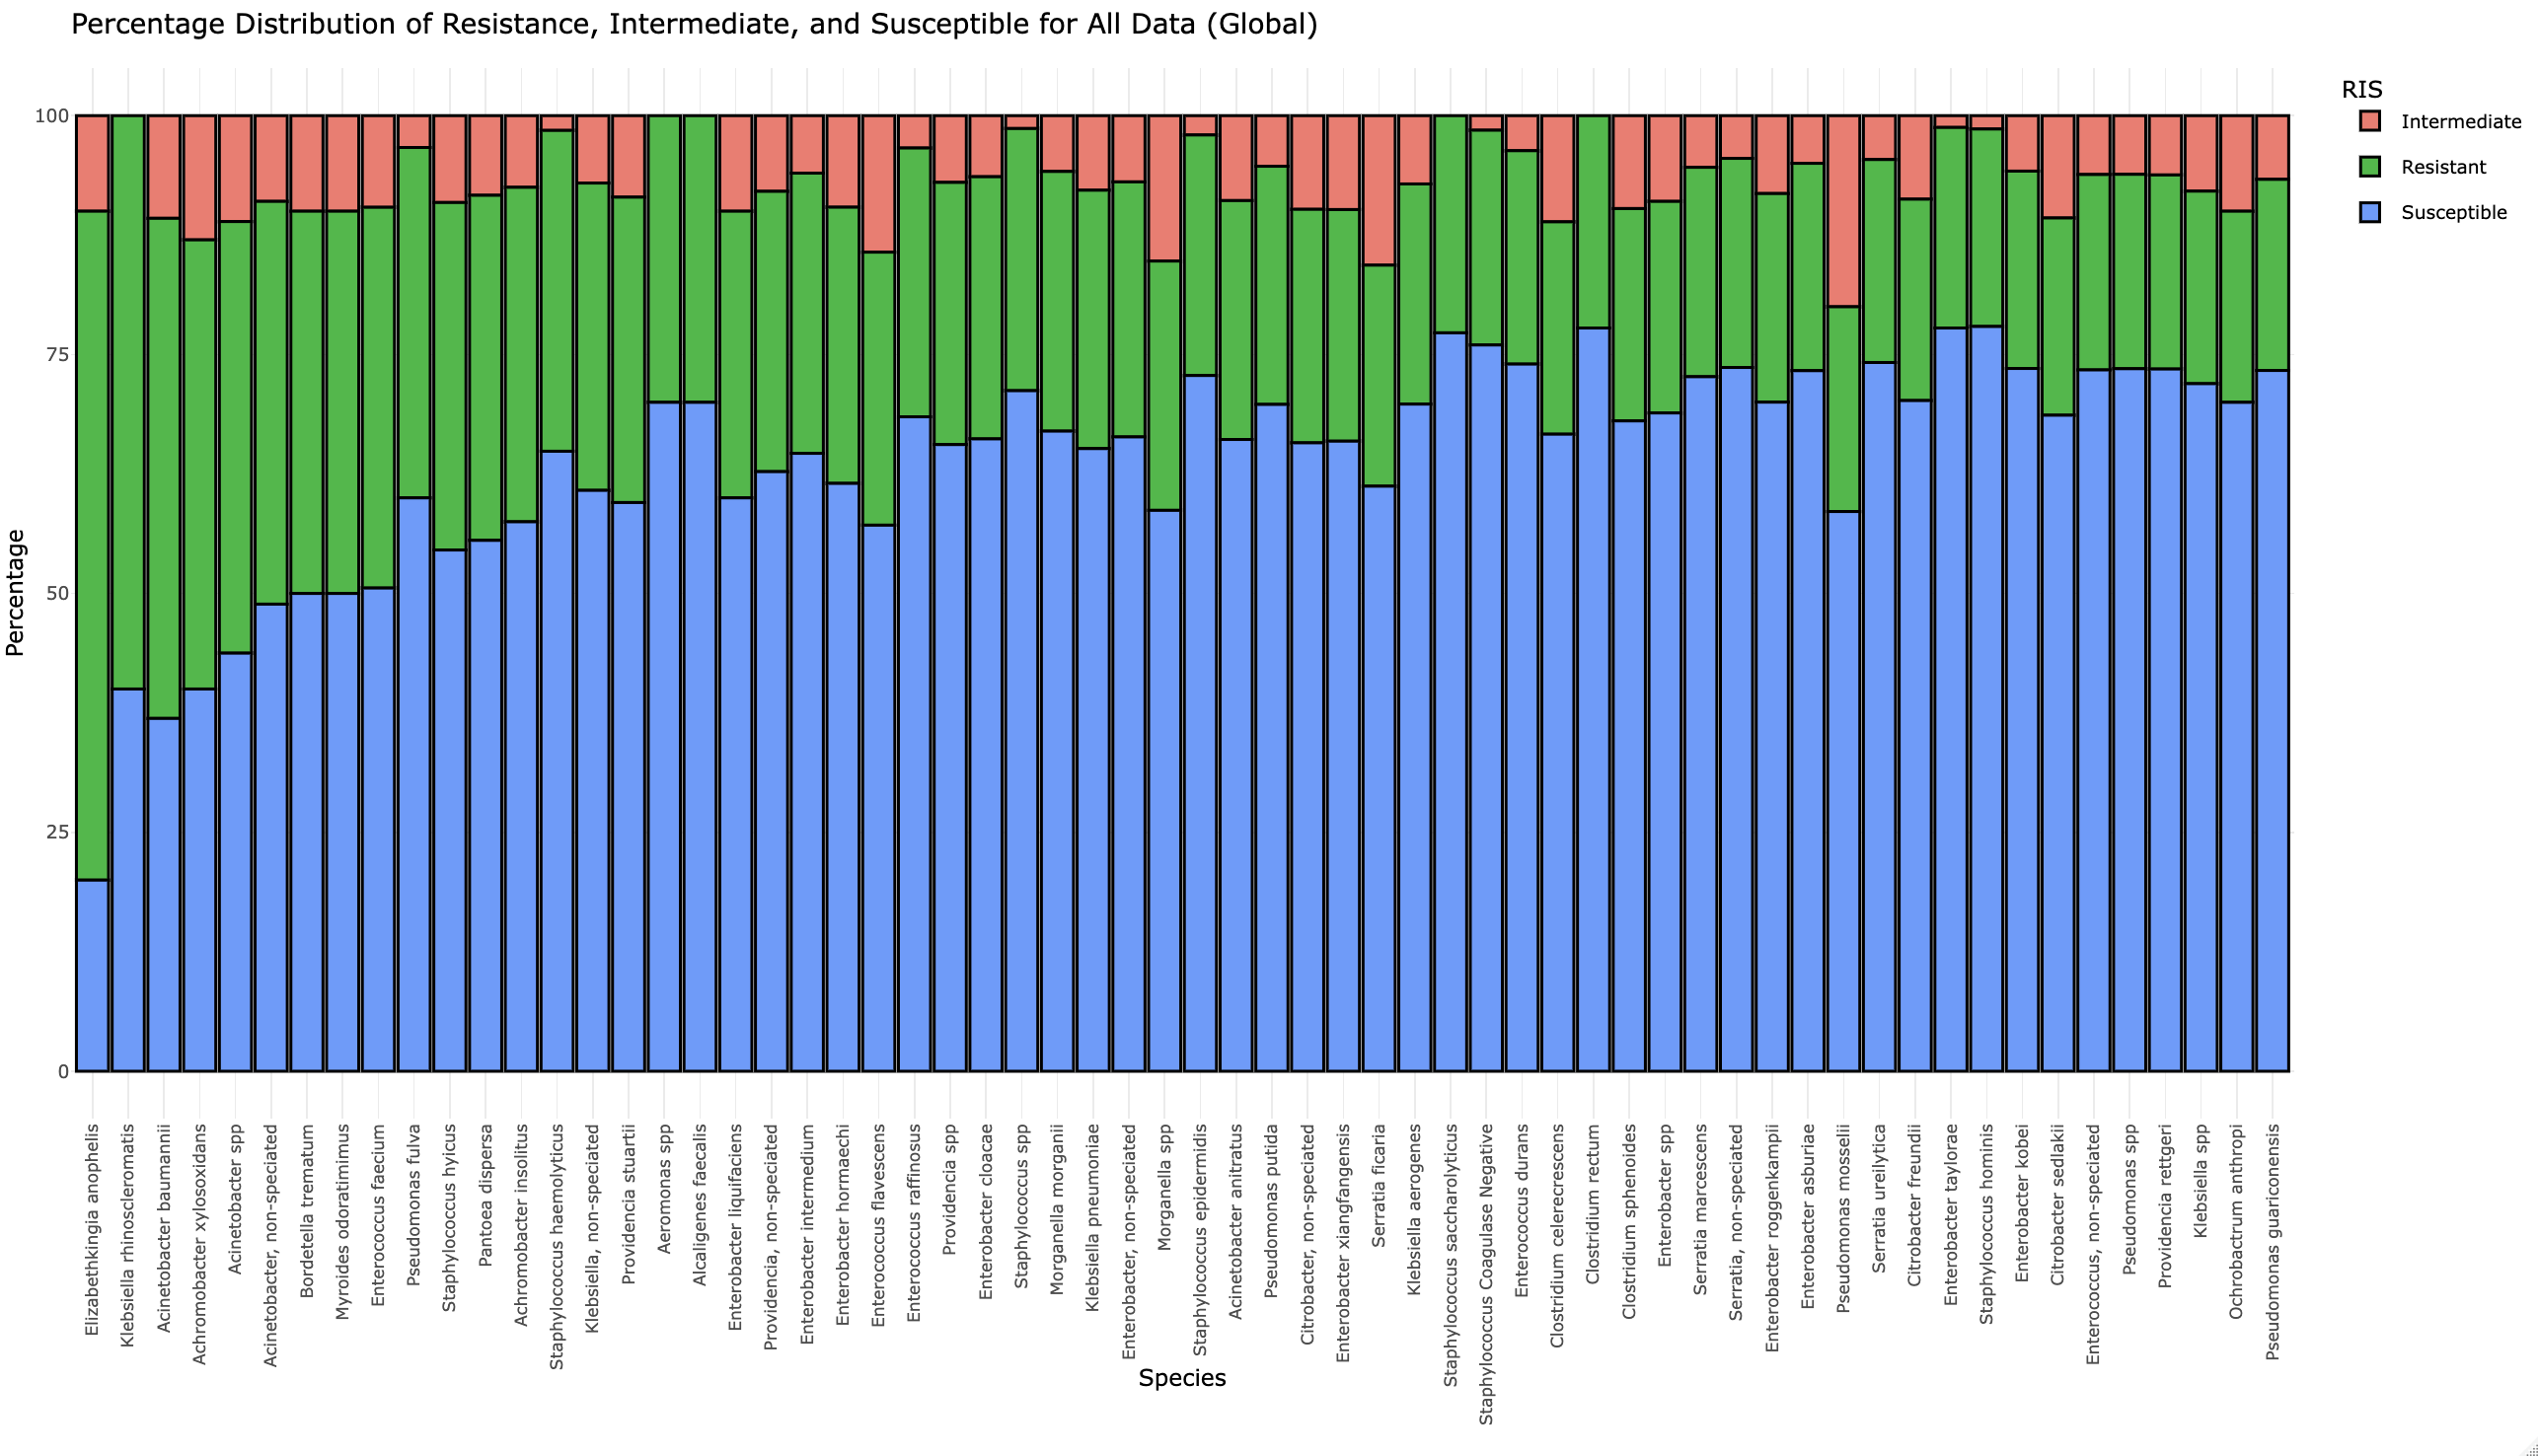 Percentage Distribution of Resistance, Intermediate, and Susceptible for All Data (Global)
RIS
Intermediate
Resistant
Susceptible
Percentage
100
75
50
25
0
Elizabethkingia anophelis
Klebsiella rhinoscleromatis
Acinetobacter baumannii
Achromobacter xylosoxidans
Acinetobacter spp
Acinetobacter, non-speciated
Bordetella trematum
Myroides odoratimimus
Enterococcus faecium
Pseudomonas fulva
Staphylococcus hyicus
Pantoea dispersa
Achromobacter insolitus
Staphylococcus haemolyticus
Klebsiella, non-speciated
Providencia stuartii
Aeromonas spp
Alcaligenes faecalis
Enterobacter liquifaciens
Providencia, non-speciated
Enterobacter intermedium
Enterobacter hormaechi
Enterococcus flavescens
Enterococcus raffinosus
Providencia spp
Enterobacter cloacae
Staphylococcus spp
Morganella morganii
Klebsiella pneumoniae
Enterobacter, non-speciated
Morganella spp
Staphylococcus epidermidis
Acinetobacter anitratus
Pseudomonas putida
Citrobacter, non-speciated
Enterobacter xiangfangensis
Serratia ficaria
Klebsiella aerogenes
Staphylococcus saccharolyticus
Staphylococcus Coagulase Negative
Enterococcus durans
Clostridium celerecrescens
Clostridium rectum
Clostridium sphenoides
Enterobacter spp
Serratia marcescens
Serratia, non-speciated
Enterobacter roggenkampii
Enterobacter asburiae
Pseudomonas mosselii
Serratia ureilytica
Citrobacter freundii
Enterobacter taylorae
Staphylococcus hominis
Enterobacter kobei
Citrobacter sedlakii
Enterococcus, non-speciated
Pseudomonas spp
Providencia rettgeri
Klebsiella spp
Ochrobactrum anthropi
Pseudomonas guariconensis
Species